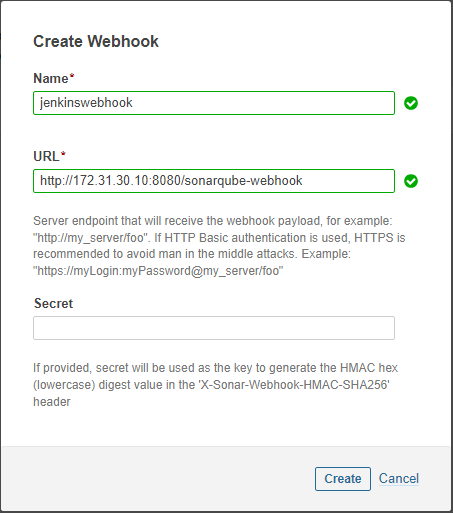 Create Webhook
Name*
jenkinswebhook
URL*
http://172.31.30.10:8080/sonarqube-webhook
Server endpoint that will receive the webhook payload, for example:
"http://my_server/foo". If HTTP Basic authentication is used, HTTPS is
recommended to avoid man in the middle attacks. Example:
"https://myLogin:myPassword@my_server/foo"
Secret
If provided, secret will be used as the key to generate the HMAC hex
(lowercase) digest value in the 'X-Sonar-Webhook-HMAC-SHA256'
header
Create Cancel